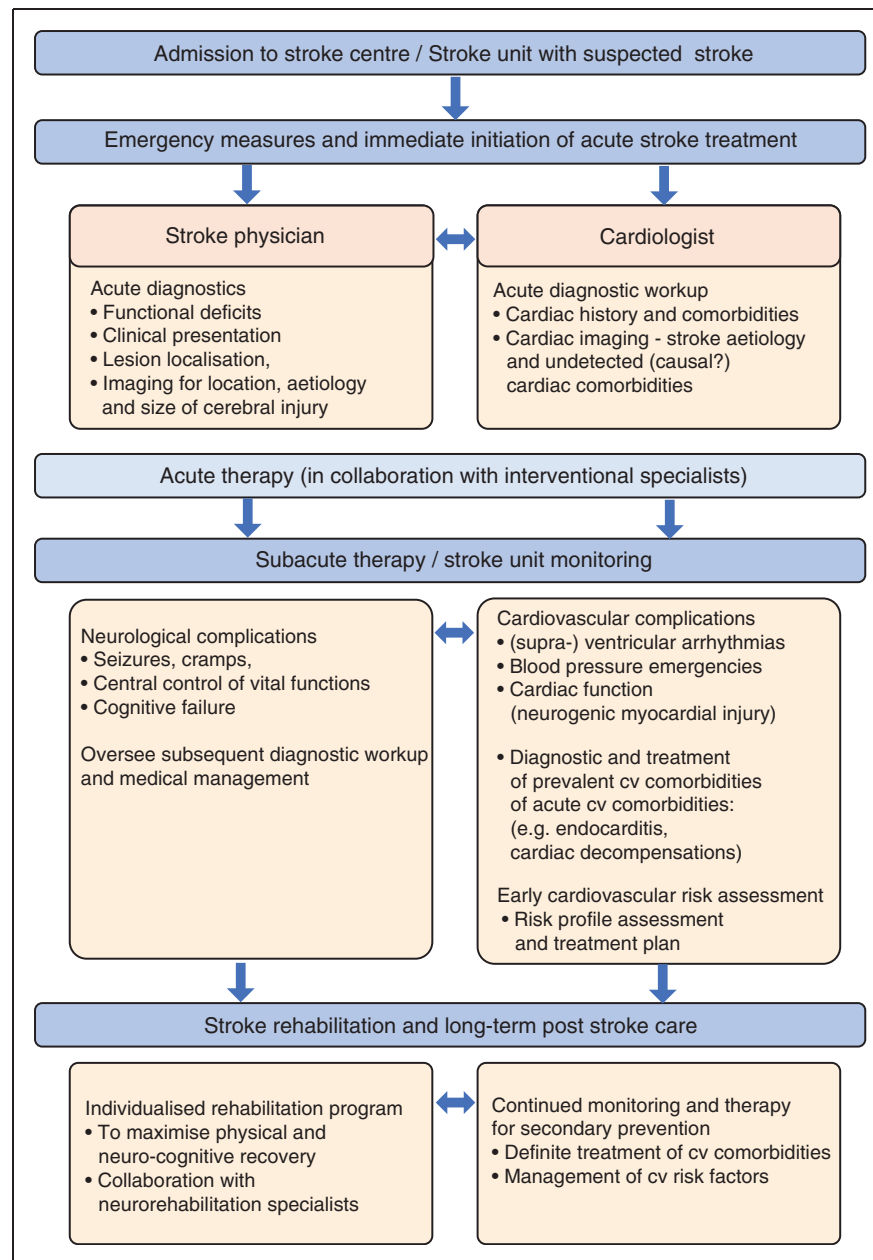 Admission to stroke centre / Stroke unit with suspected stroke
Emergency measures and immediate initiation of acute stroke treatment
Stroke physician
Acute diagnostics
• Functional deficits
• Clinical presentation
• Lesion localisation,
• Imaging for location, aetiology
and size of cerebral injury
Cardiologist
Acute diagnostic workup
• Cardiac history and comorbidities
• Cardiac imaging - stroke aetiology
and undetected (causal?)
cardiac comorbidities
Acute therapy (in collaboration with interventional specialists)
Subacute therapy / stroke unit monitoring
Neurological complications
• Seizures, cramps,
• Central control of vital functions
• Cognitive failure
Oversee subsequent diagnostic workup
and medical management
Cardiovascular complications
• (supra-) ventricular arrhythmias
• Blood pressure emergencies
• Cardiac function
(neurogenic myocardial injury)
• Diagnostic and treatment
of prevalent cv comorbidities
of acute cv comorbidities:
(e.g. endocarditis,
cardiac decompensations)
Early cardiovascular risk assessment
• Risk profile assessment
and treatment plan
Stroke rehabilitation and long-term post stroke care
Individualised rehabilitation program
• To maximise physical and
neuro-cognitive recovery
• Collaboration with
neurorehabilitation specialists
Continued monitoring and therapy
for secondary prevention
• Definite treatment of cv comorbidities
• Management of cv risk factors